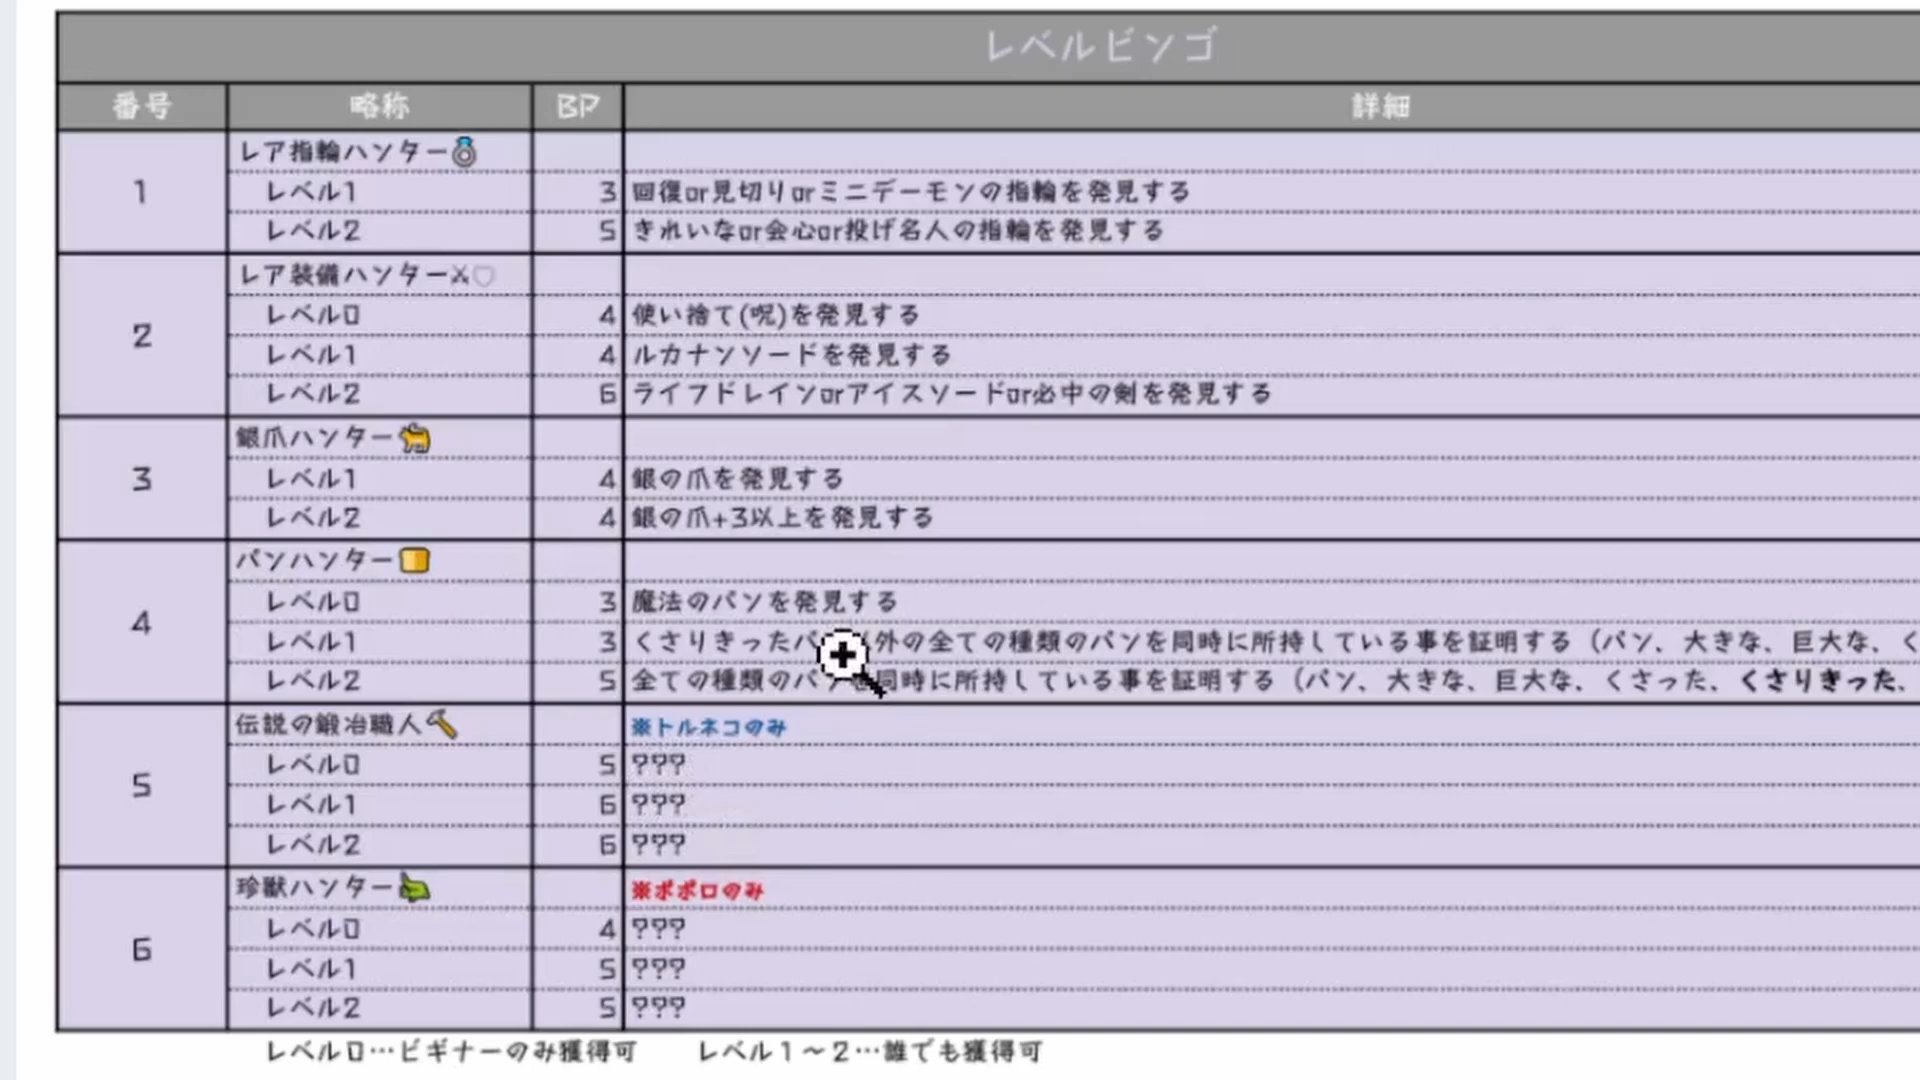 レベルビンゴ
番号 略称 BP 詳細
1 レア指輪ハンター
レベル1 3 回復or見切りorミニデーモンの指輪を発見する
レベル2 5 きれいなor会心or投げ名人の指輪を発見する
2 レア装備ハンター⚔♡
レベル0 4 使い捨て(呪)を発見する
レベル1 4 ルカナンソードを発見する
レベル2 6 ライフドレインorアイスソードor必中の剣を発見する
3 銀爪ハンター
レベル1 4 銀の爪を発見する
レベル2 4 銀の爪+3以上を発見する
4 パンハンター
レベル0 3 魔法のパンを発見する
レベル1 3 くさりきったパ 外の全ての種類のパンを同時に所持している事を証明する（パン、大きな、巨大な、く
レベル2 5 全ての種類のパンを同時に所持している事を証明する（パン、大きな、巨大な、くさった、くさりきった、
5 伝説の鍛冶職人 ※トルネコのみ
レベル0 5 ???
レベル1 6 ???
レベル2 6 ???
6 珍獣ハンター ※ポポロのみ
レベル0 4 ???
レベル1 5 ???
レベル2 5 ???
レベル0…ビギナーのみ獲得可 レベル1～2…誰でも獲得可